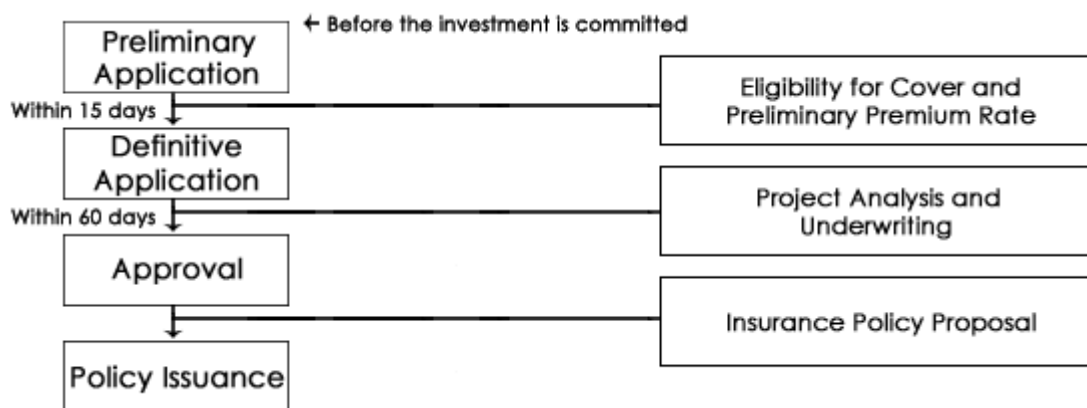 ← Before the investment is committed
Preliminary
Application
Within 15 days
Eligibility for Cover and
Preliminary Premium Rate
Definitive
Application
Within 60 days
Project Analysis and
Underwriting
Approval
Insurance Policy Proposal
Policy Issuance